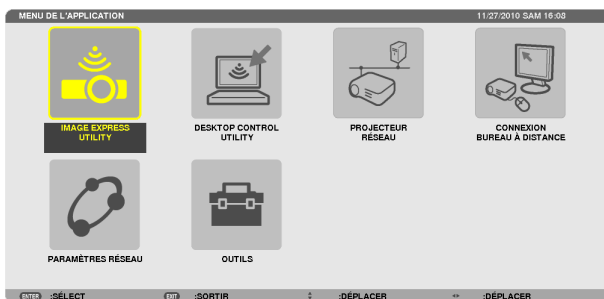 MENU DE L'APPLICATION 11/27/2010 SAM 16:08
IMAGE EXPRESS UTILITY
DESKTOP CONTROL UTILITY
PROJECTEUR RÉSEAU
CONNEXION BUREAU À DISTANCE
PARAMÈTRES RÉSEAU
OUTILS
ENTER :SÉLECT EXIT :SORTIR :DÉPLACER :DÉPLACER